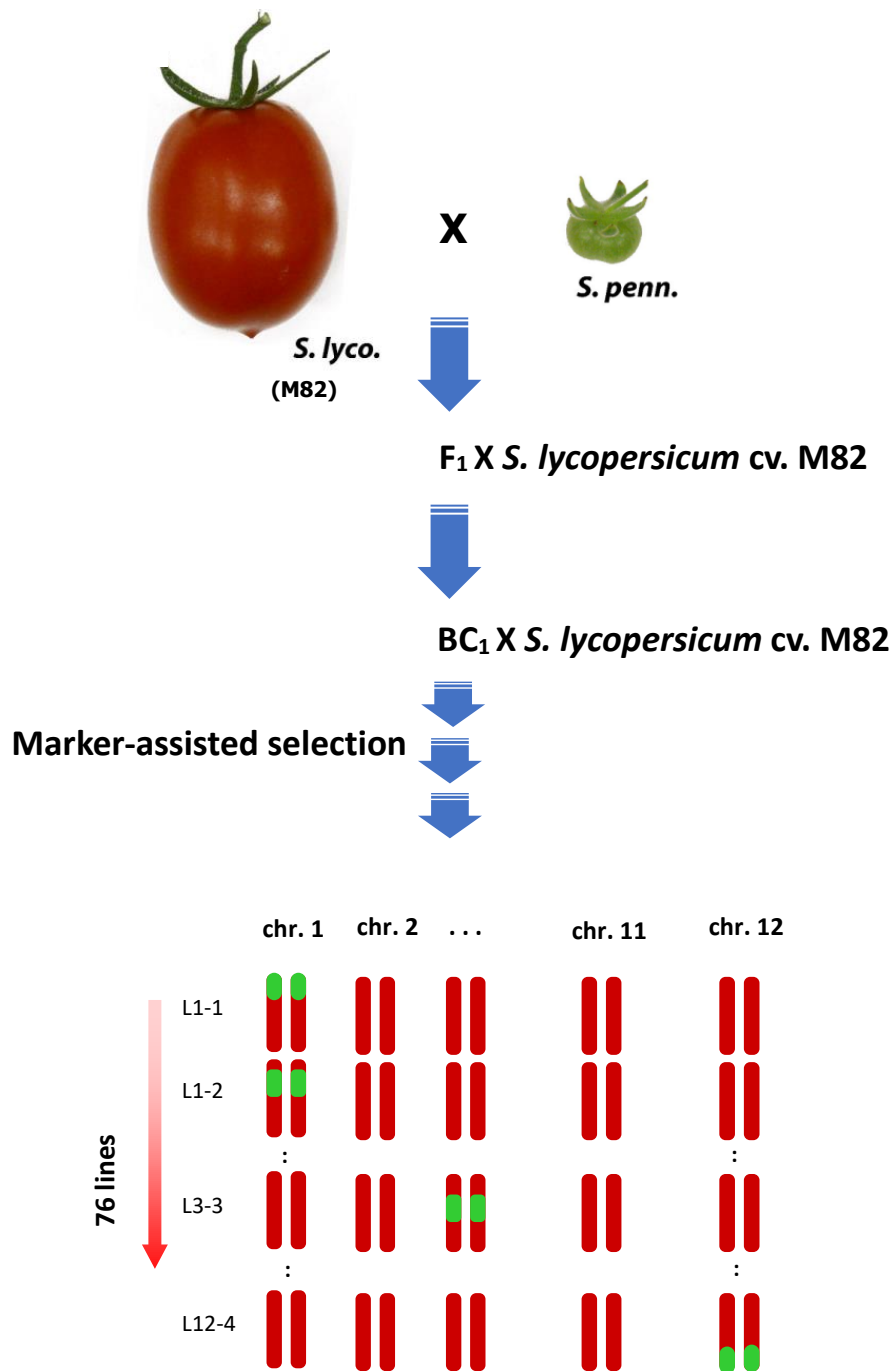 X
S. penn.
S. lyco.
(M82)
F₁ X S. lycopersicum cv. M82
BC₁ X S. lycopersicum cv. M82
Marker-assisted selection
chr. 1 chr. 2 . . . chr. 11 chr. 12
L1-1
L1-2
: :
L3-3
: :
L12-4
76 lines